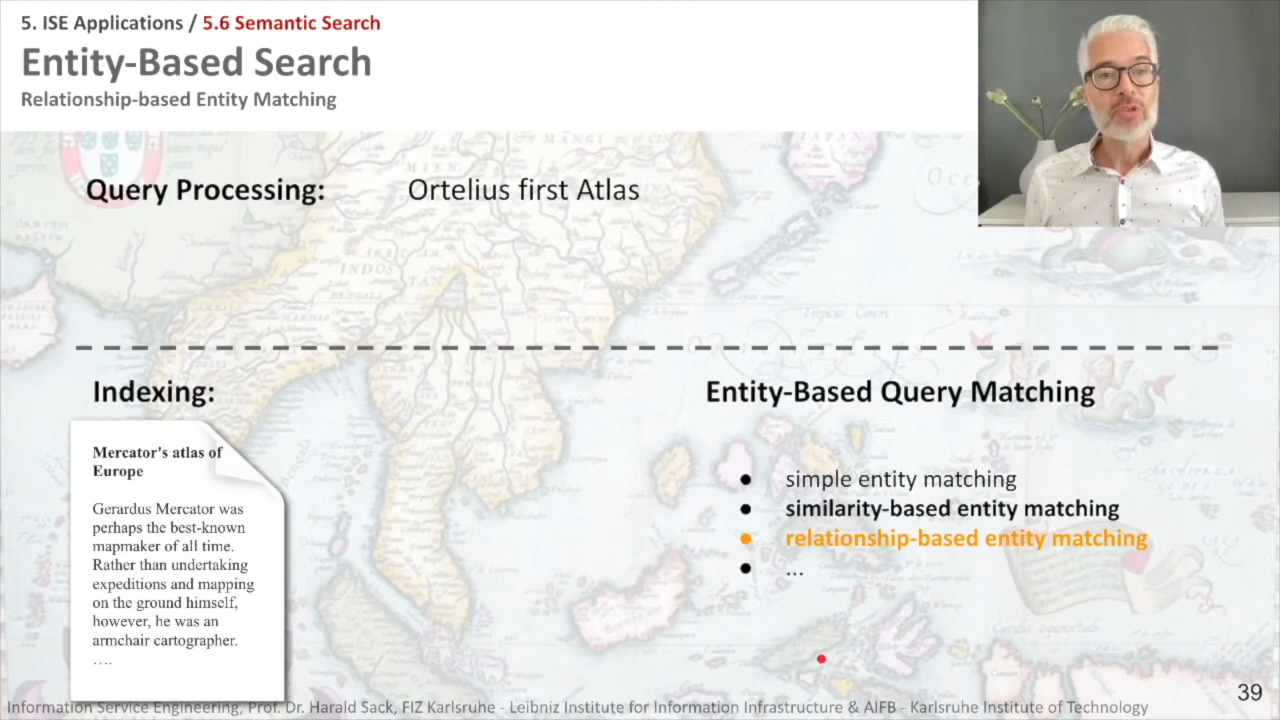 5. ISE Applications / 5.6 Semantic Search
Entity-Based Search
Relationship-based Entity Matching
Query Processing: Ortelius first Atlas
Indexing:
Mercator's atlas of
Europe
Gerardus Mercator was
perhaps the best-known
mapmaker of all time.
Rather than undertaking
expeditions and mapping
on the ground himself,
however, he was an
armchair cartographer.
....
Entity-Based Query Matching
● simple entity matching
● similarity-based entity matching
● relationship-based entity matching
● ...
INDOS
Information Service Engineering, Prof. Dr. Harald Sack, FIZ Karlsruhe - Leibniz Institute for Information Infrastructure & AIFB - Karlsruhe Institute of Technology
39